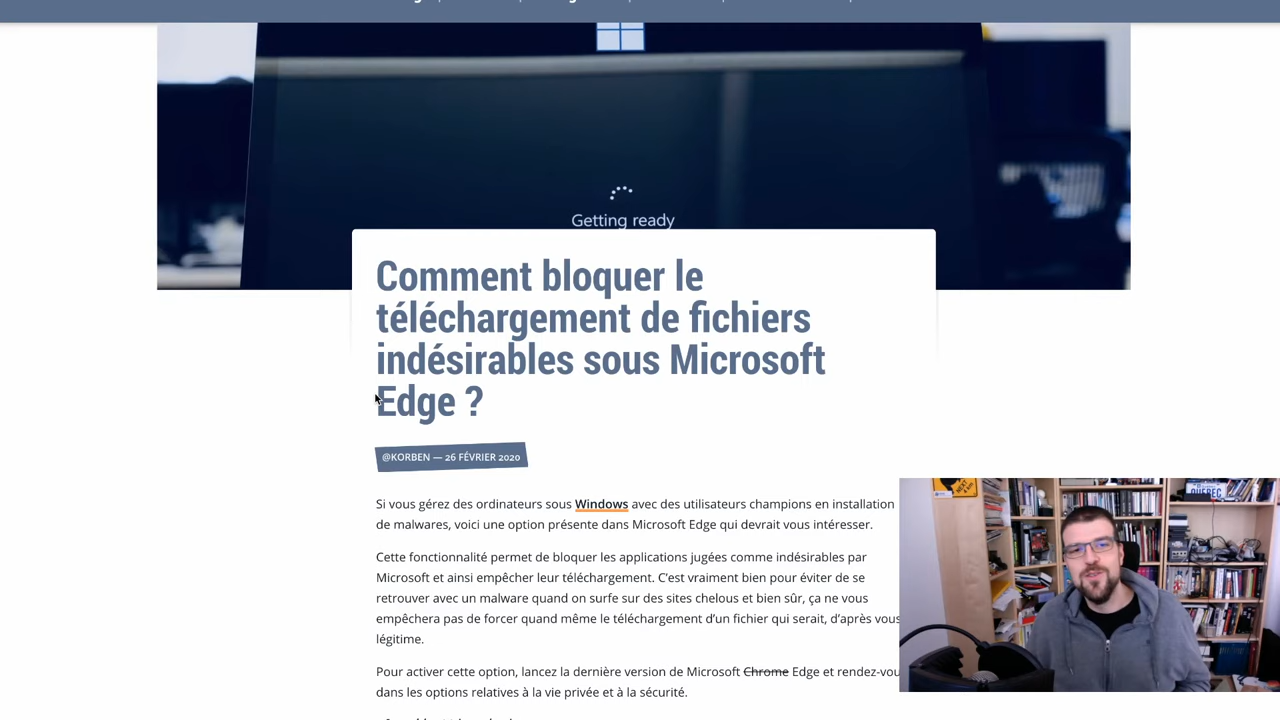 Getting ready
Comment bloquer le
téléchargement de fichiers
indésirables sous Microsoft
Edge ?
@KORBEN — 26 FÉVRIER 2020
Si vous gérez des ordinateurs sous Windows avec des utilisateurs champions en installation
de malwares, voici une option présente dans Microsoft Edge qui devrait vous intéresser.
Cette fonctionnalité permet de bloquer les applications jugées comme indésirables par
Microsoft et ainsi empêcher leur téléchargement. C’est vraiment bien pour éviter de se
retrouver avec un malware quand on surfe sur des sites chelous et bien sûr, ça ne vous
empêchera pas de forcer quand même le téléchargement d’un fichier qui serait, d’après vous
légitime.
Pour activer cette option, lancez la dernière version de Microsoft Chrome Edge et rendez-vou
dans les options relatives à la vie privée et à la sécurité.
QUÉBEC